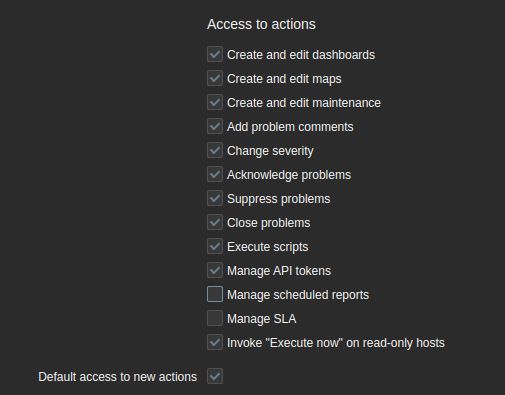 Access to actions
Create and edit dashboards
Create and edit maps
Create and edit maintenance
Add problem comments
Change severity
Acknowledge problems
Suppress problems
Close problems
Execute scripts
Manage API tokens
Manage scheduled reports
Manage SLA
Invoke "Execute now" on read-only hosts
Default access to new actions